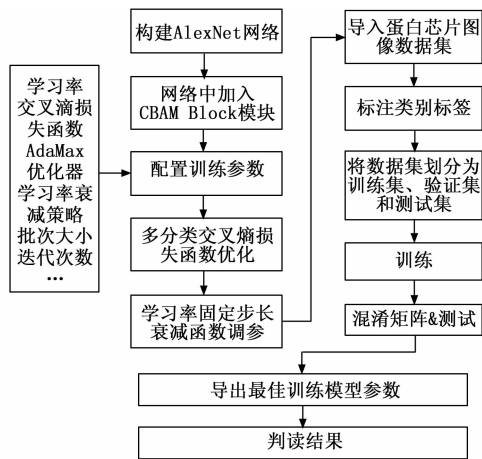 构建AlexNet网络
网络中加入
CBAM Block模块
学习率
交叉滴损
失函数
AdaMax
优化器
学习率衰
减策略
批次大小
迭代次数
...
配置训练参数
多分类交叉熵损
失函数优化
学习率固定步长
衰减函数调参
导入蛋白芯片图
像数据集
标注类别标签
将数据集划分为
训练集、验证集
和测试集
训练
混淆矩阵&测试
导出最佳训练模型参数
判读结果